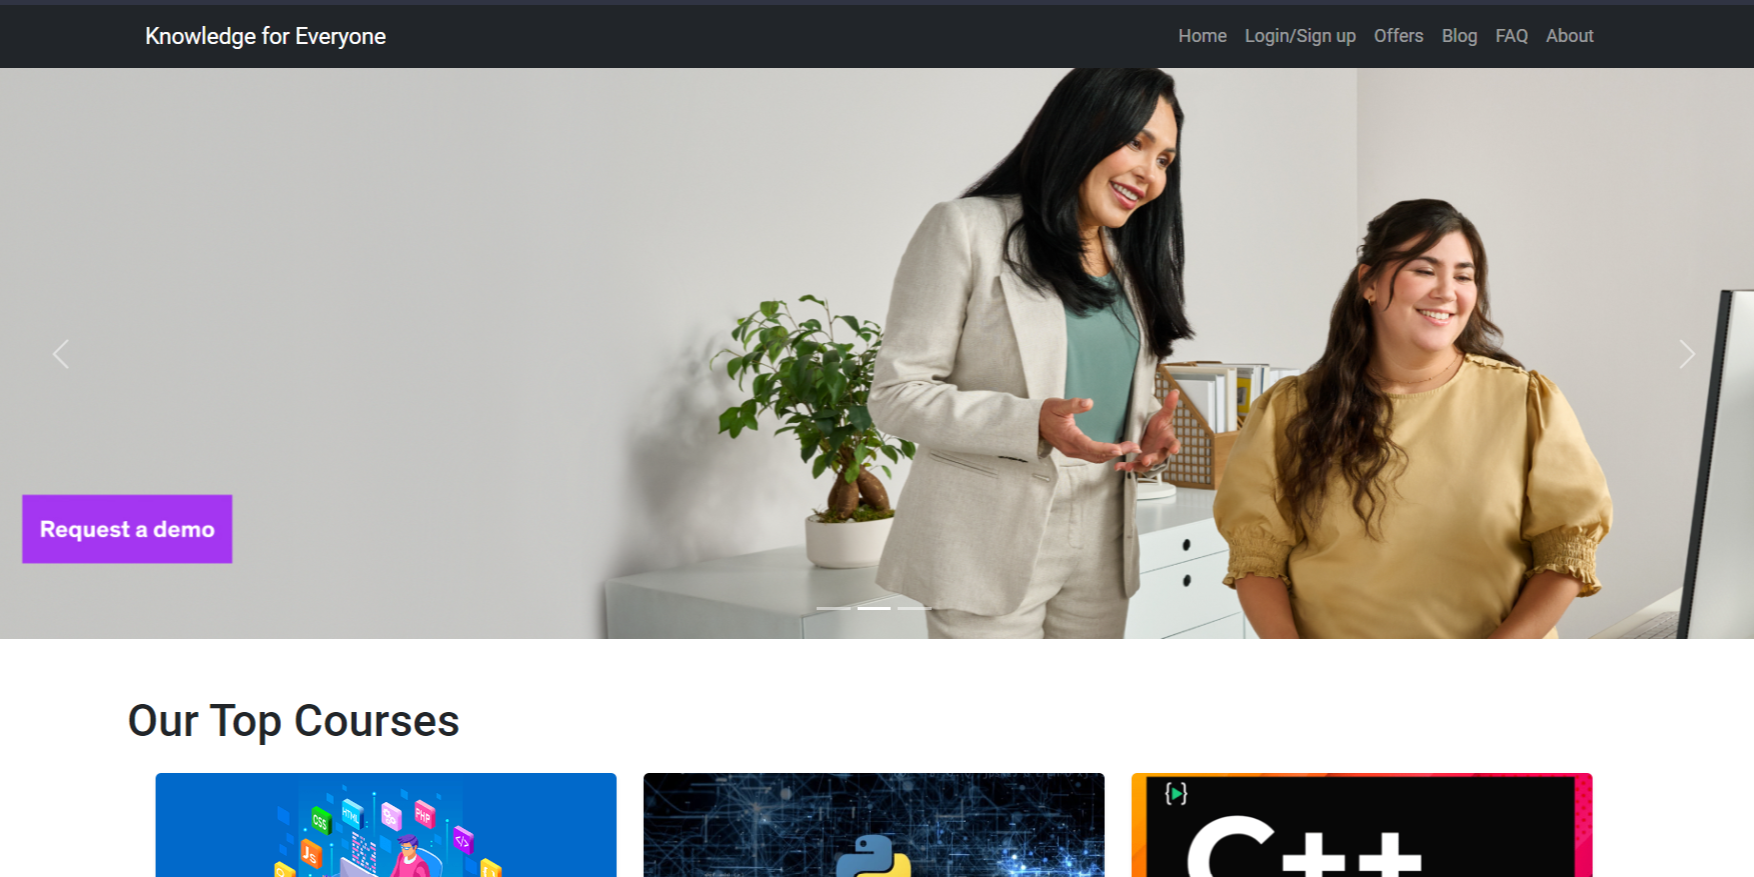 Knowledge for Everyone
Home Login/Sign up Offers Blog FAQ About
Request a demo
Our Top Courses
CSS HTML PHP
</>
JS
{▶}
C++